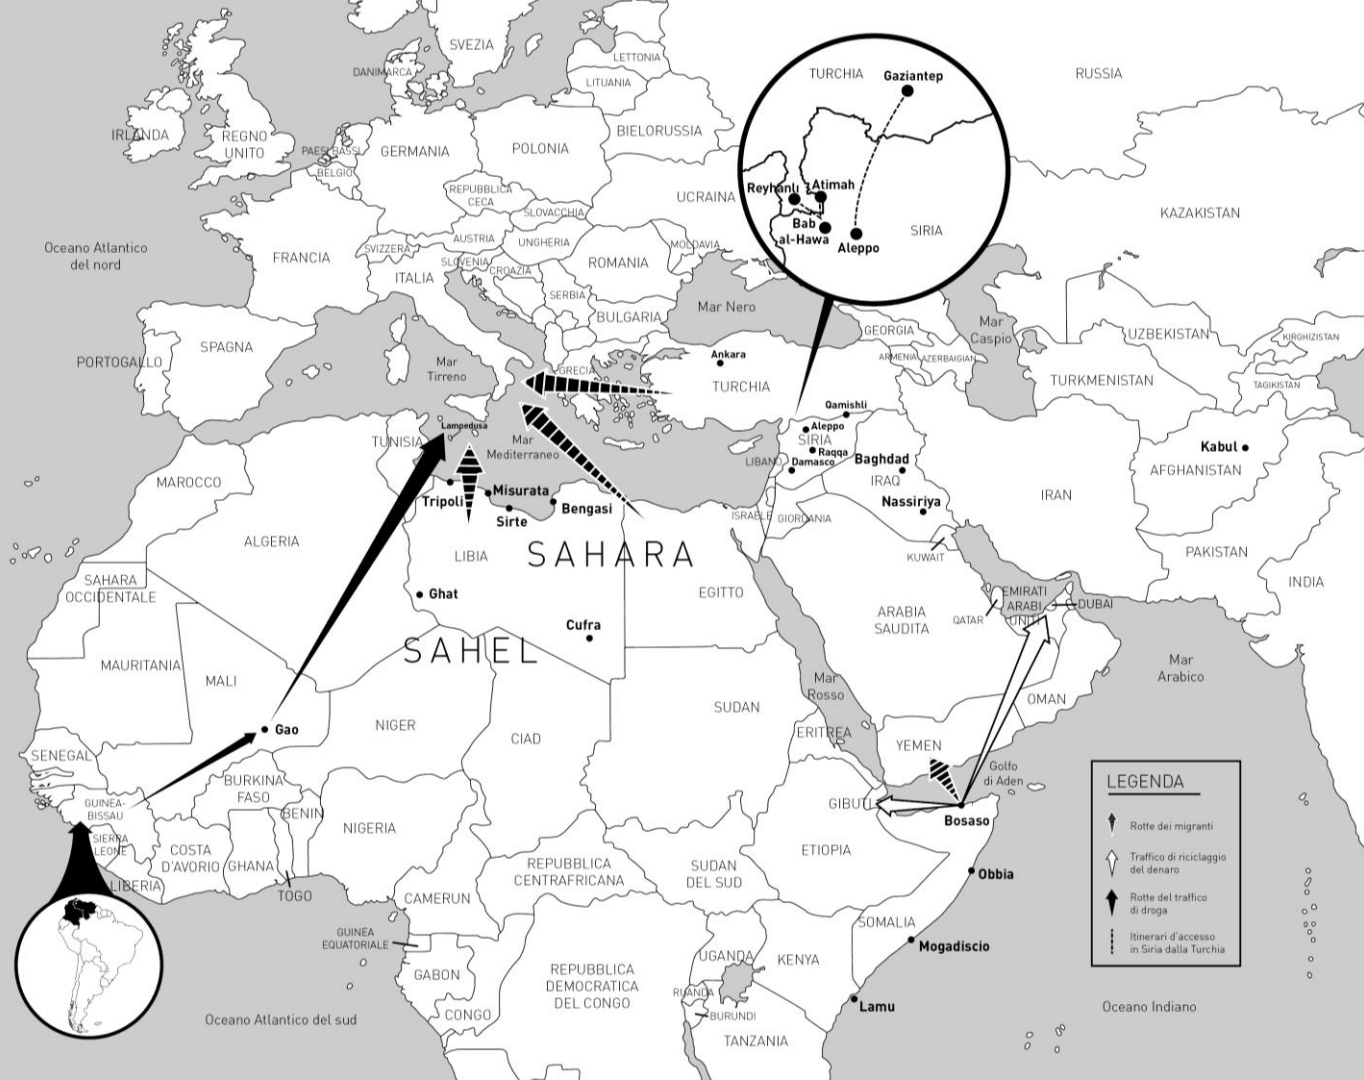 SVEZIA
LETTONIA
DANIMARCA
LITUANIA
IRLANDA
REGNO
UNITO
PAESI BASSI
BELGIO
GERMANIA
POLONIA
BIELORUSSIA
RUSSIA
REPUBBLICA
CECA
SLOVACCHIA
UCRAINA
KAZAKISTAN
Oceano Atlantico
del nord
FRANCIA
SVIZZERA
AUSTRIA
UNGHERIA
MOLDAVIA
SLOVENIA
CROAZIA
ROMANIA
ITALIA
SERBIA
BULGARIA
Mar Nero
TURCHIA
Gaziantep
Reyhanlı
Atimah
Bab
al-Hawa
Aleppo
SIRIA
GEORGIA
Mar
Caspio
UZBEKISTAN
KIRGHIZISTAN
PORTOGALLO
SPAGNA
Mar
Tirreno
GRECIA
Ankara
TURCHIA
ARMENIA
AZERBAIGIAN
TURKMENISTAN
TAGIKISTAN
TUNISIA
Lampedusa
Mar
Mediterraneo
Qamishli
Aleppo
SIRIA
Raqqa
LIBANO
Damasco
Baghdad
IRAQ
Nassiriya
Kabul
AFGHANISTAN
MAROCCO
Tripoli
Misurata
Sirte
Bengasi
ISRAELE
GIORDANIA
IRAN
ALGERIA
LIBIA
SAHARA
KUWAIT
PAKISTAN
INDIA
SAHARA
OCCIDENTALE
Ghat
EGITTO
ARABIA
SAUDITA
QATAR
EMIRATI
ARABI
UNITI
DUBAI
Cufra
SAHEL
MAURITANIA
MALI
Mar
Rosso
OMAN
Mar
Arabico
SENEGAL
Gao
NIGER
CIAD
SUDAN
ERITREA
YEMEN
Golfo
di Aden
GUINEA-
BISSAU
BURKINA
FASO
BENIN
NIGERIA
GIBUTI
Bosaso
SIERRA
LEONE
LIBERIA
COSTA
D'AVORIO
GHANA
TOGO
CAMERUN
REPUBBLICA
CENTRAFRICANA
SUDAN
DEL SUD
ETIOPIA
Obbia
SOMALIA
Mogadiscio
GUINEA
EQUATORIALE
GABON
CONGO
REPUBBLICA
DEMOCRATICA
DEL CONGO
UGANDA
KENYA
RUANDA
BURUNDI
Lamu
TANZANIA
Oceano Atlantico del sud
Oceano Indiano
LEGENDA
Rotte dei migranti
Traffico di riciclaggio
del denaro
Rotte del traffico
di droga
Itinerari d'accesso
in Siria dalla Turchia